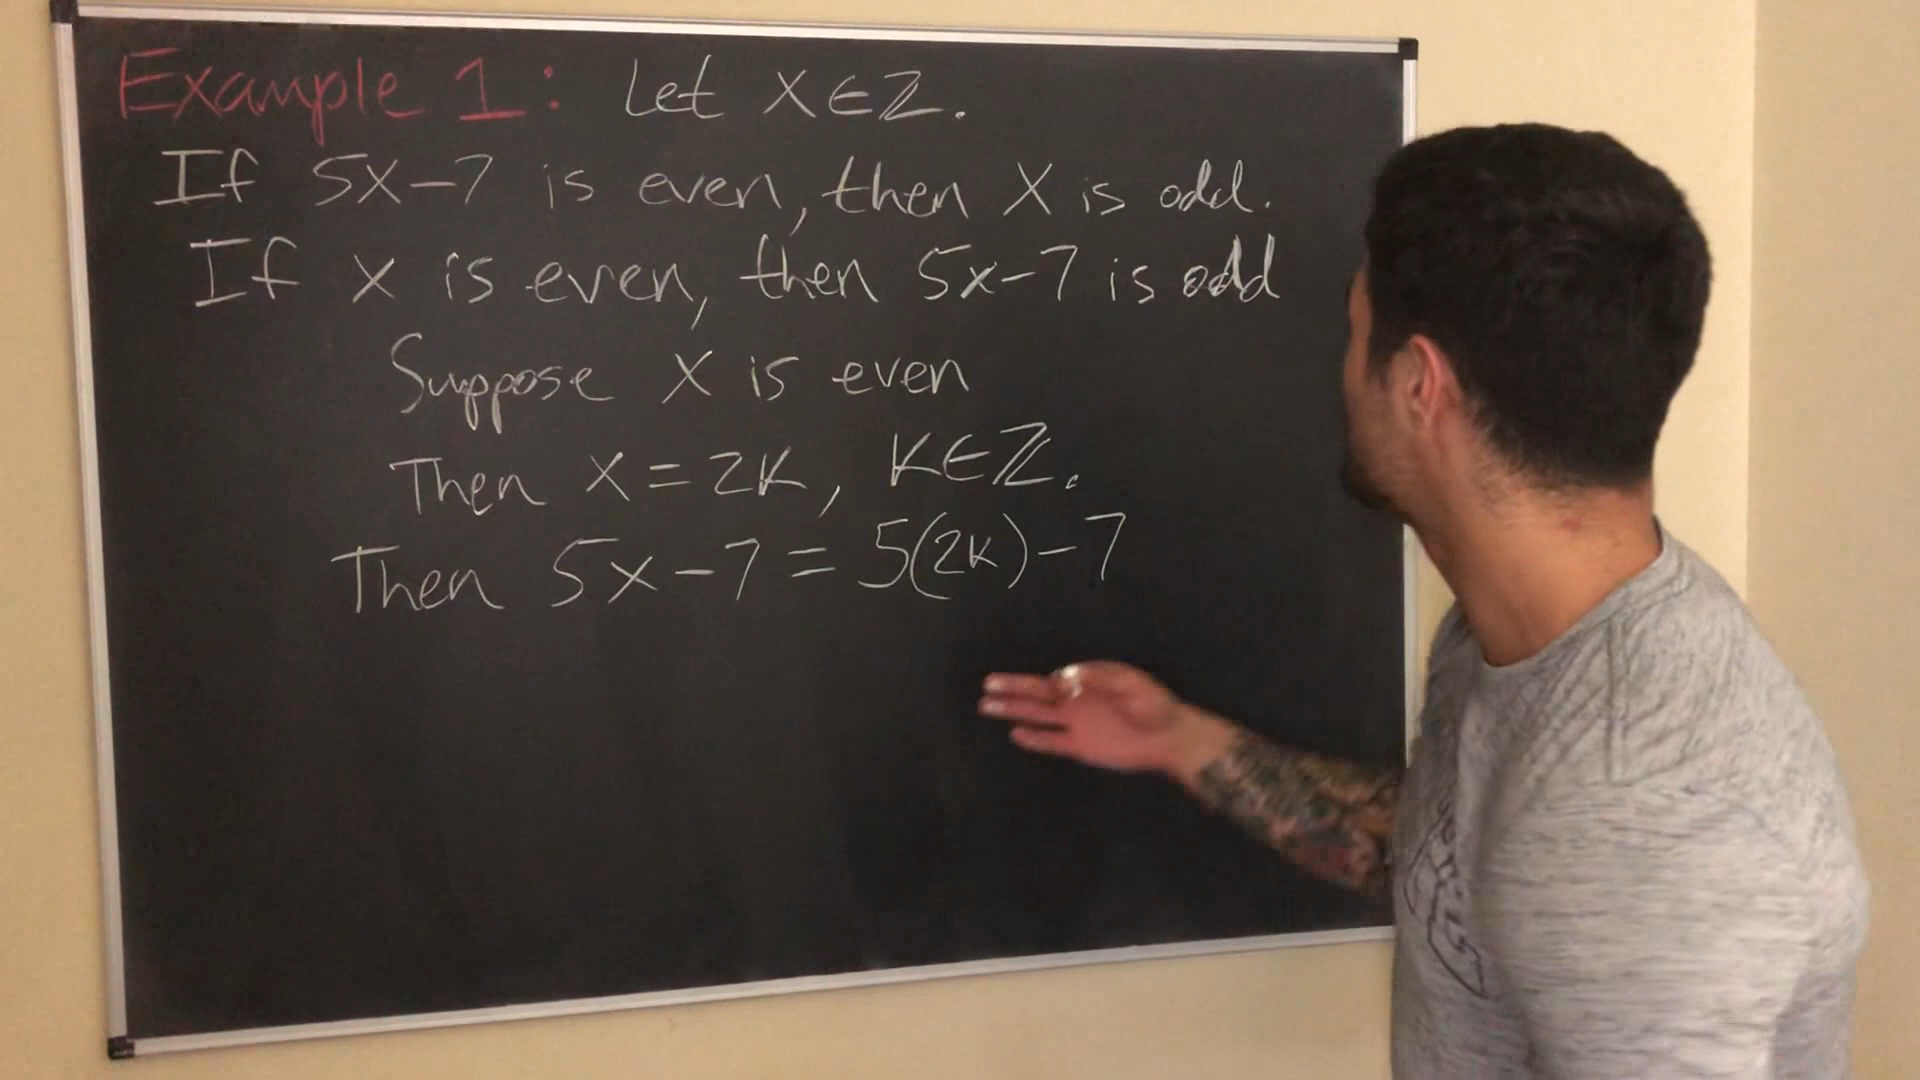 Example 1: Let X∈ℤ.
If 5X-7 is even, then X is odd.
If x is even, then 5x-7 is odd
Suppose X is even
Then x=2K, K∈ℤ.
Then 5x-7=5(2K)-7